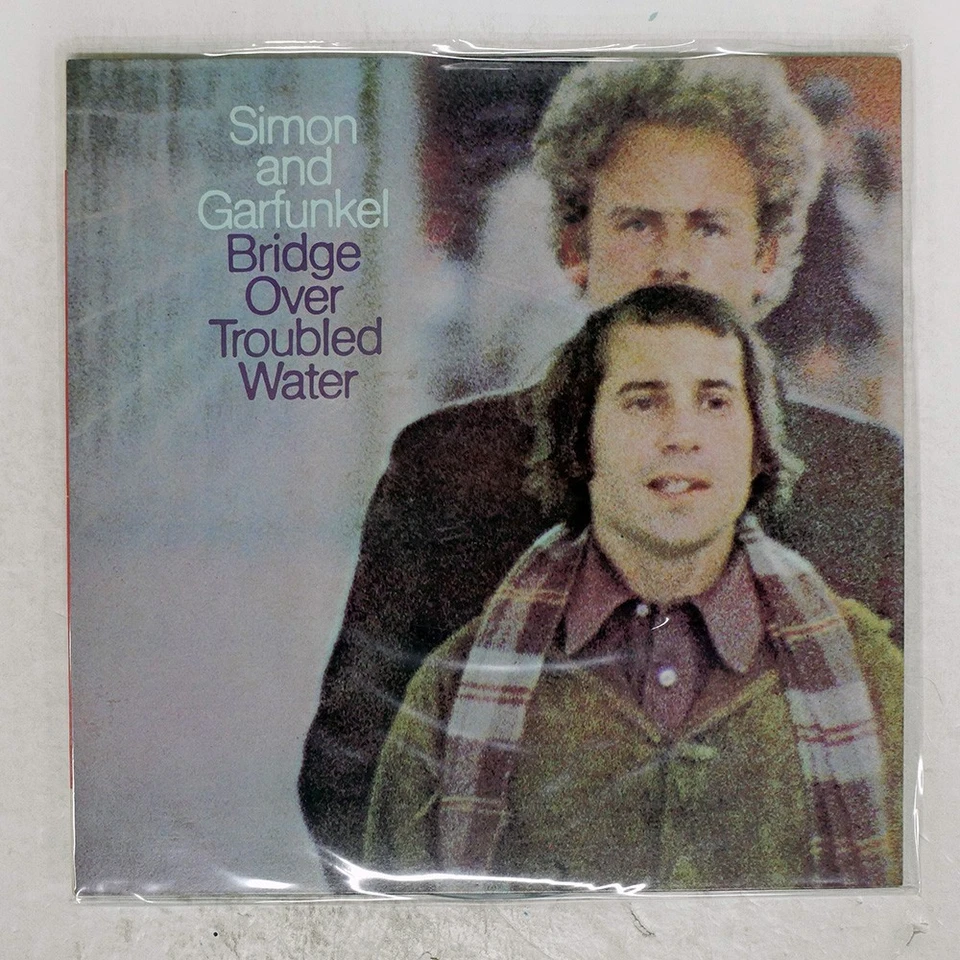 Simon
and
Garfunkel
Bridge
Over
Troubled
Water